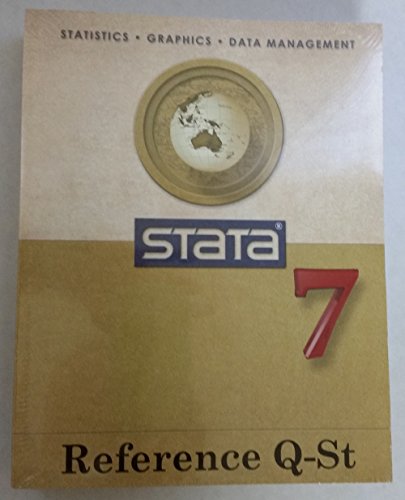 STATISTICS • GRAPHICS • DATA MANAGEMENT
STaTa®
7
Reference Q-St